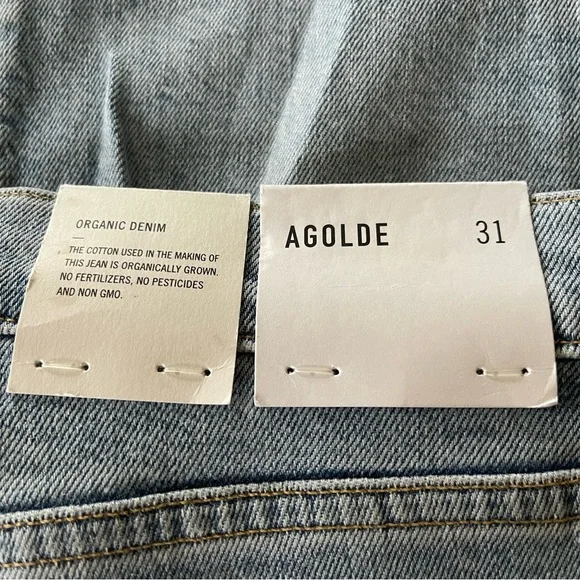 ORGANIC DENIM
—
THE COTTON USED IN THE MAKING OF
THIS JEAN IS ORGANICALLY GROWN.
NO FERTILIZERS, NO PESTICIDES
AND NON GMO.
AGOLDE 31